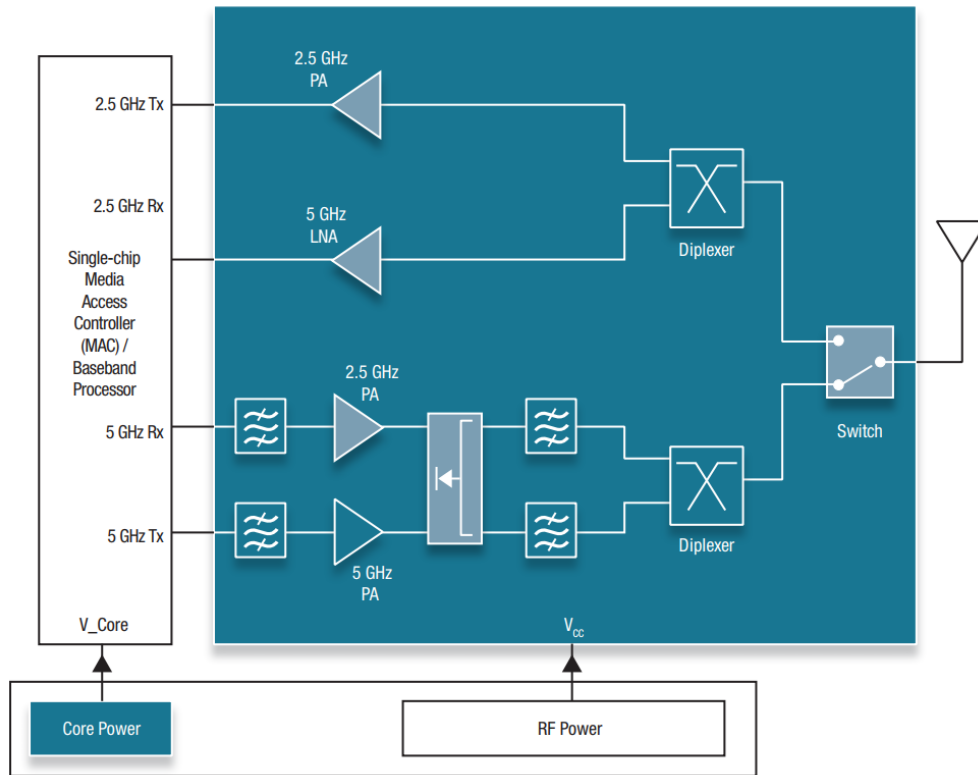 2.5 GHz
PA
2.5 GHz Tx
2.5 GHz Rx
5 GHz
LNA
Single-chip
Media
Access
Controller
(MAC) /
Baseband
Processor
Diplexer
2.5 GHz
PA
5 GHz Rx
Switch
5 GHz Tx
Diplexer
5 GHz
PA
V_Core
Vcc
Core Power
RF Power